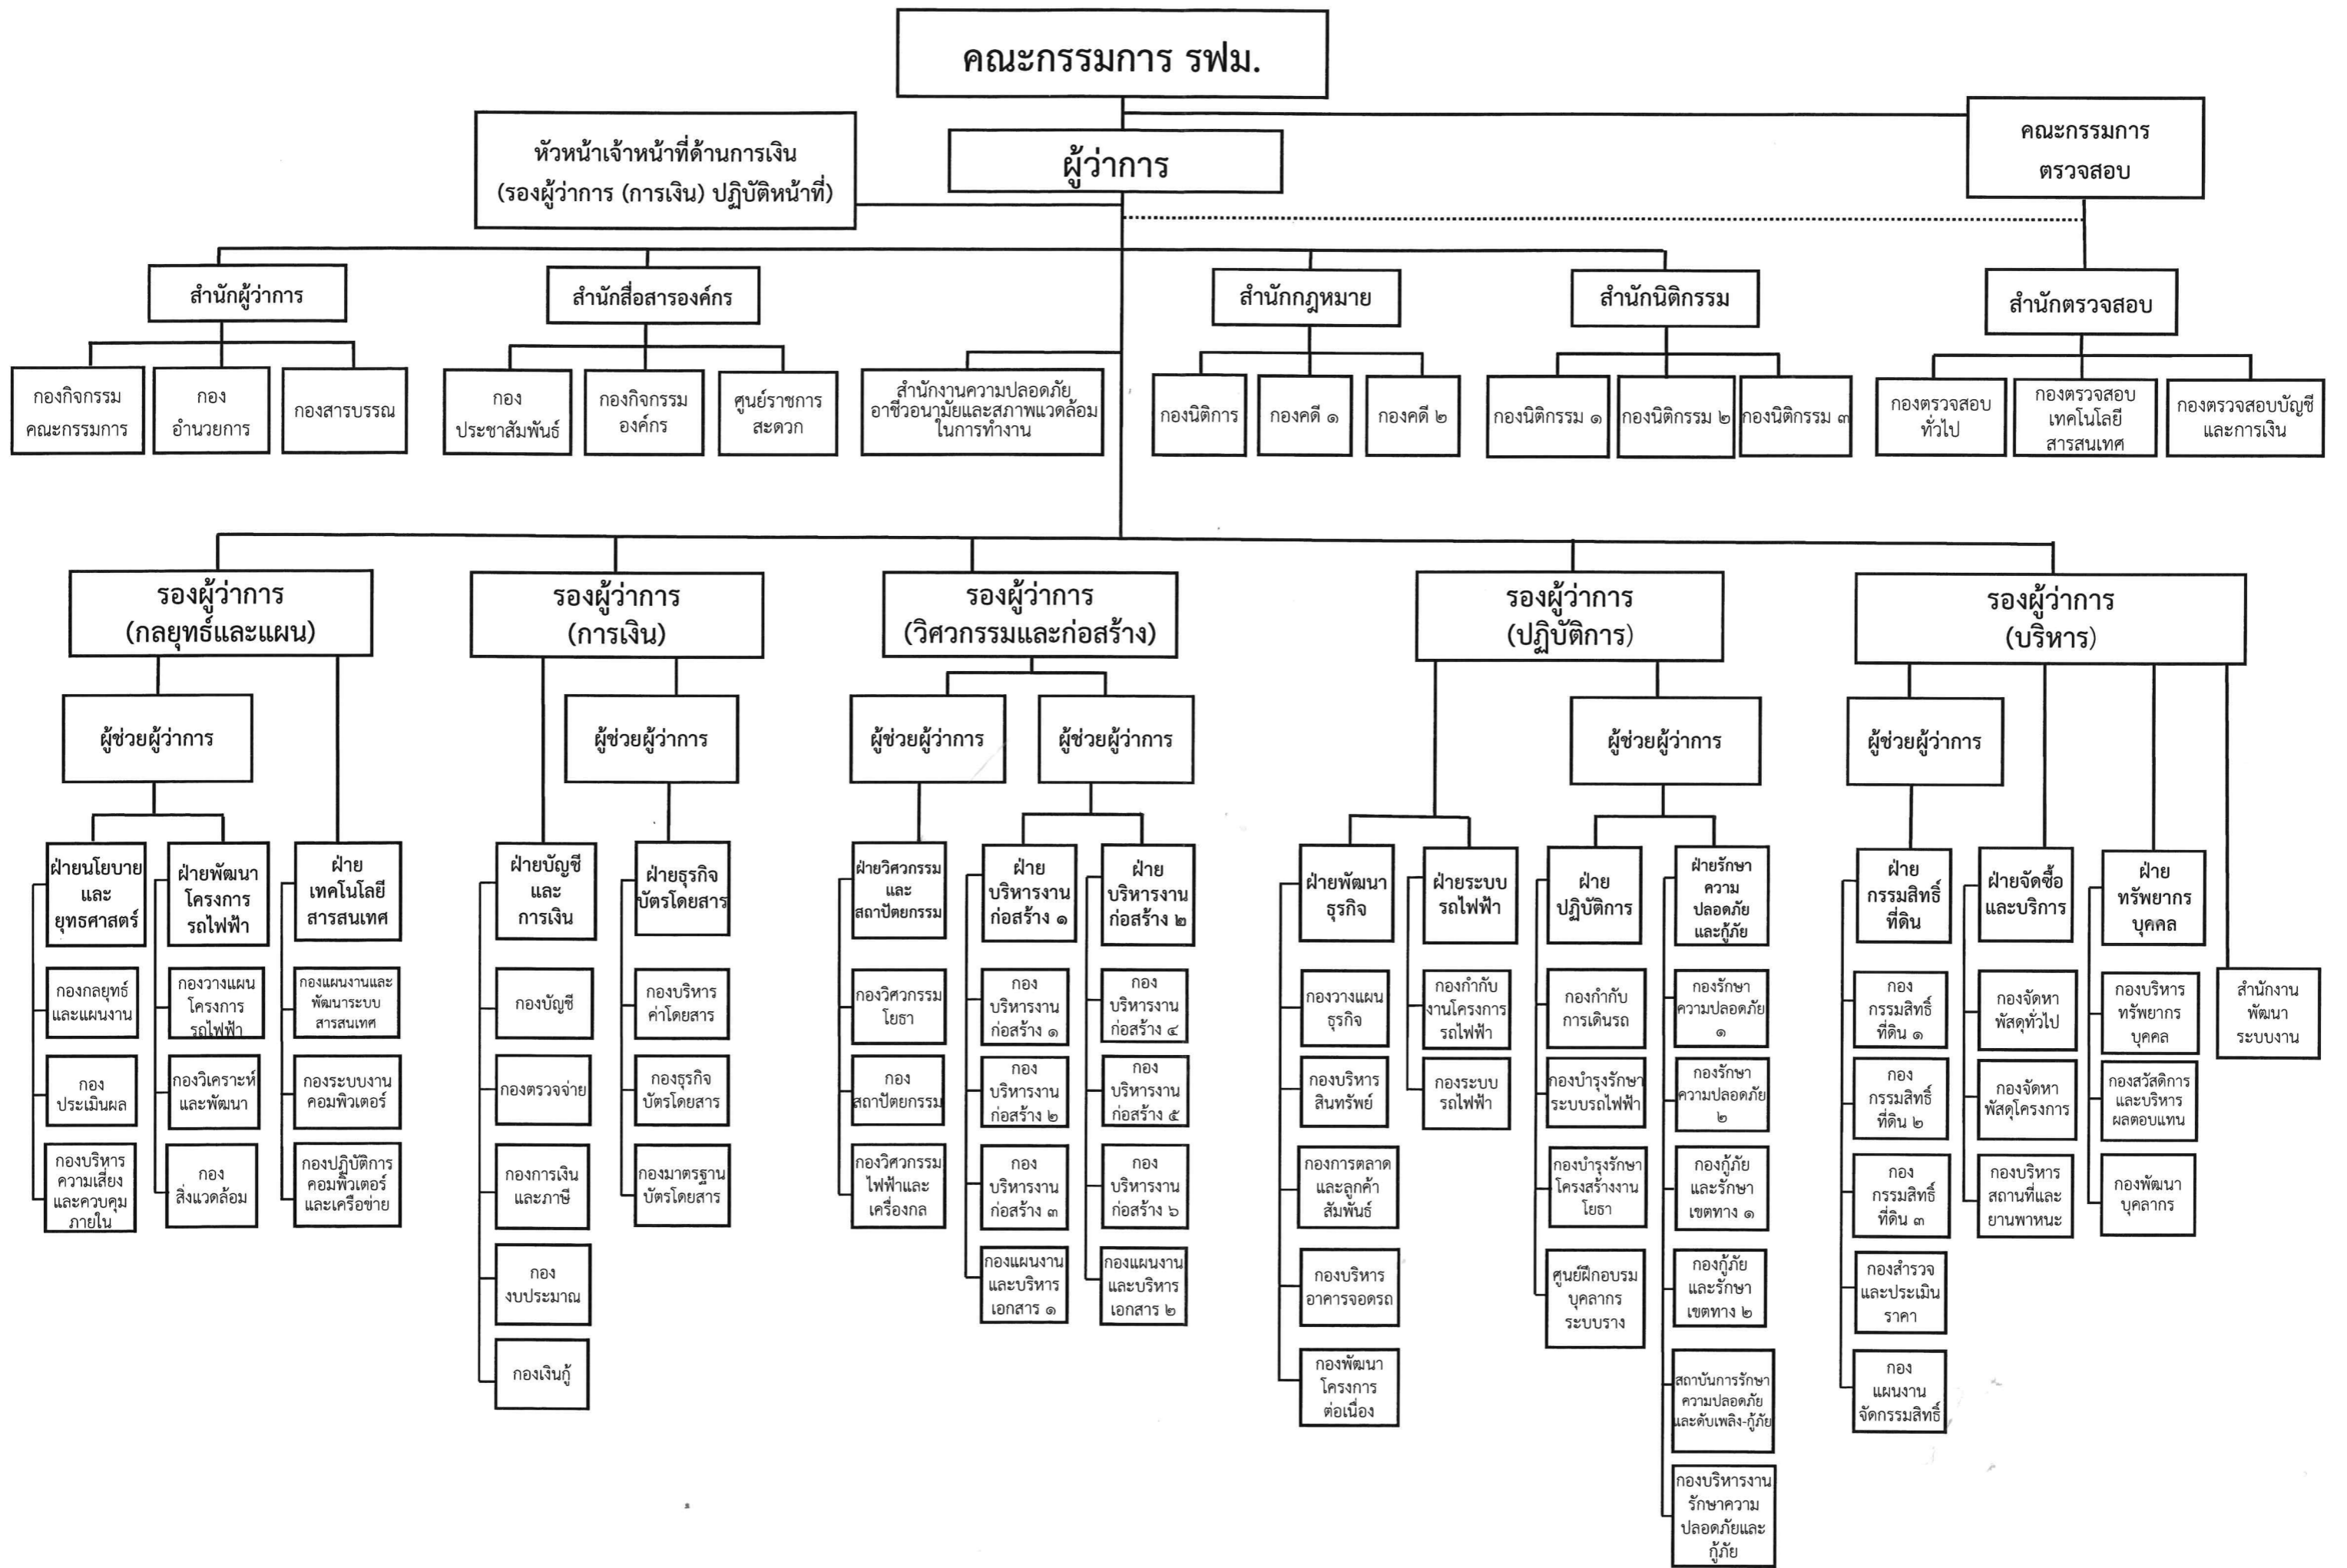 คณะกรรมการ รฟม.
คณะกรรมการ
ตรวจสอบ
หัวหน้าเจ้าหน้าที่ด้านการเงิน
(รองผู้ว่าการ (การเงิน) ปฏิบัติหน้าที่)
ผู้ว่าการ
สำนักผู้ว่าการ
สำนักสื่อสารองค์กร
สำนักกฎหมาย
สำนักนิติกรรม
สำนักตรวจสอบ
กองกิจกรรม
คณะกรรมการ
กอง
อำนวยการ
กองสารบรรณ
กอง
ประชาสัมพันธ์
กองกิจกรรม
องค์กร
ศูนย์ราชการ
สะดวก
สำนักงานความปลอดภัย
อาชีวอนามัยและสภาพแวดล้อม
ในการทำงาน
กองนิติการ
กองคดี ๑
กองคดี ๒
กองนิติกรรม ๑
กองนิติกรรม ๒
กองนิติกรรม ๓
กองตรวจสอบ
ทั่วไป
กองตรวจสอบ
เทคโนโลยี
สารสนเทศ
กองตรวจสอบบัญชี
และการเงิน
รองผู้ว่าการ
(กลยุทธ์และแผน)
รองผู้ว่าการ
(การเงิน)
รองผู้ว่าการ
(วิศวกรรมและก่อสร้าง)
รองผู้ว่าการ
(ปฏิบัติการ)
รองผู้ว่าการ
(บริหาร)
ผู้ช่วยผู้ว่าการ
ผู้ช่วยผู้ว่าการ
ผู้ช่วยผู้ว่าการ
ผู้ช่วยผู้ว่าการ
ผู้ช่วยผู้ว่าการ
ผู้ช่วยผู้ว่าการ
ฝ่ายนโยบาย
และ
ยุทธศาสตร์
กองกลยุทธ์
และแผนงาน
กอง
ประเมินผล
กองบริหาร
ความเสี่ยง
และควบคุม
ภายใน
ฝ่ายพัฒนา
โครงการ
รถไฟฟ้า
กองวางแผน
โครงการ
รถไฟฟ้า
กองวิเคราะห์
และพัฒนา
กอง
สิ่งแวดล้อม
ฝ่าย
เทคโนโลยี
สารสนเทศ
กองแผนงานและ
พัฒนาระบบ
สารสนเทศ
กองระบบงาน
คอมพิวเตอร์
กองปฏิบัติการ
คอมพิวเตอร์
และเครือข่าย
ฝ่ายบัญชี
และ
การเงิน
กองบัญชี
กองตรวจจ่าย
กองการเงิน
และภาษี
กอง
งบประมาณ
กองเงินกู้
ฝ่ายธุรกิจ
บัตรโดยสาร
กองบริหาร
ค่าโดยสาร
กองธุรกิจ
บัตรโดยสาร
กองมาตรฐาน
บัตรโดยสาร
ฝ่ายวิศวกรรม
และ
สถาปัตยกรรม
กองวิศวกรรม
โยธา
กอง
สถาปัตยกรรม
กองวิศวกรรม
ไฟฟ้าและ
เครื่องกล
ฝ่าย
บริหารงาน
ก่อสร้าง ๑
กอง
บริหารงาน
ก่อสร้าง ๑
กอง
บริหารงาน
ก่อสร้าง ๒
กอง
บริหารงาน
ก่อสร้าง ๓
กองแผนงาน
และบริหาร
เอกสาร ๑
ฝ่าย
บริหารงาน
ก่อสร้าง ๒
กอง
บริหารงาน
ก่อสร้าง ๔
กอง
บริหารงาน
ก่อสร้าง ๕
กอง
บริหารงาน
ก่อสร้าง ๖
กองแผนงาน
และบริหาร
เอกสาร ๒
ฝ่ายพัฒนา
ธุรกิจ
กองวางแผน
ธุรกิจ
กองบริหาร
สินทรัพย์
กองการตลาด
และลูกค้า
สัมพันธ์
กองบริหาร
อาคารจอดรถ
กองพัฒนา
โครงการ
ต่อเนื่อง
ฝ่ายระบบ
รถไฟฟ้า
กองกำกับ
งานโครงการ
รถไฟฟ้า
กองระบบ
รถไฟฟ้า
ฝ่าย
ปฏิบัติการ
กองกำกับ
การเดินรถ
กองบำรุงรักษา
ระบบรถไฟฟ้า
กองบำรุงรักษา
โครงสร้างงาน
โยธา
ศูนย์ฝึกอบรม
บุคลากร
ระบบราง
ฝ่ายรักษา
ความ
ปลอดภัย
และกู้ภัย
กองรักษา
ความปลอดภัย
๑
กองรักษา
ความปลอดภัย
๒
กองกู้ภัย
และรักษา
เขตทาง ๑
กองกู้ภัย
และรักษา
เขตทาง ๒
สถาบันการรักษา
ความปลอดภัย
และดับเพลิง-กู้ภัย
กองบริหารงาน
รักษาความ
ปลอดภัยและ
กู้ภัย
ฝ่าย
กรรมสิทธิ์
ที่ดิน
กอง
กรรมสิทธิ์
ที่ดิน ๑
กอง
กรรมสิทธิ์
ที่ดิน ๒
กอง
กรรมสิทธิ์
ที่ดิน ๓
กองสำรวจ
และประเมิน
ราคา
กอง
แผนงาน
จัดกรรมสิทธิ์
ฝ่ายจัดซื้อ
และบริการ
กองจัดหา
พัสดุทั่วไป
กองจัดหา
พัสดุโครงการ
กองบริหาร
สถานที่และ
ยานพาหนะ
ฝ่าย
ทรัพยากร
บุคคล
กองบริหาร
ทรัพยากร
บุคคล
กองสวัสดิการ
และบริหาร
ผลตอบแทน
กองพัฒนา
บุคลากร
สำนักงาน
พัฒนา
ระบบงาน